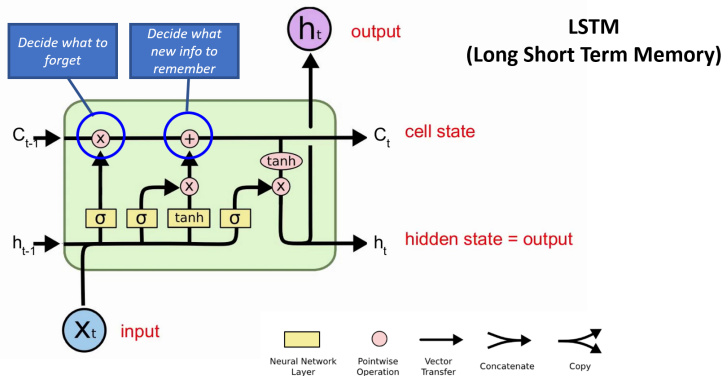 LSTM
(Long Short Term Memory)
Decide what to
forget
Decide what
new info to
remember
ht
output
Ct-1
x
+
Ct
cell state
tanh
x
x
σ
σ
tanh
σ
ht-1
ht
hidden state = output
Xt
input
Neural Network
Layer
Pointwise
Operation
Vector
Transfer
Concatenate
Copy